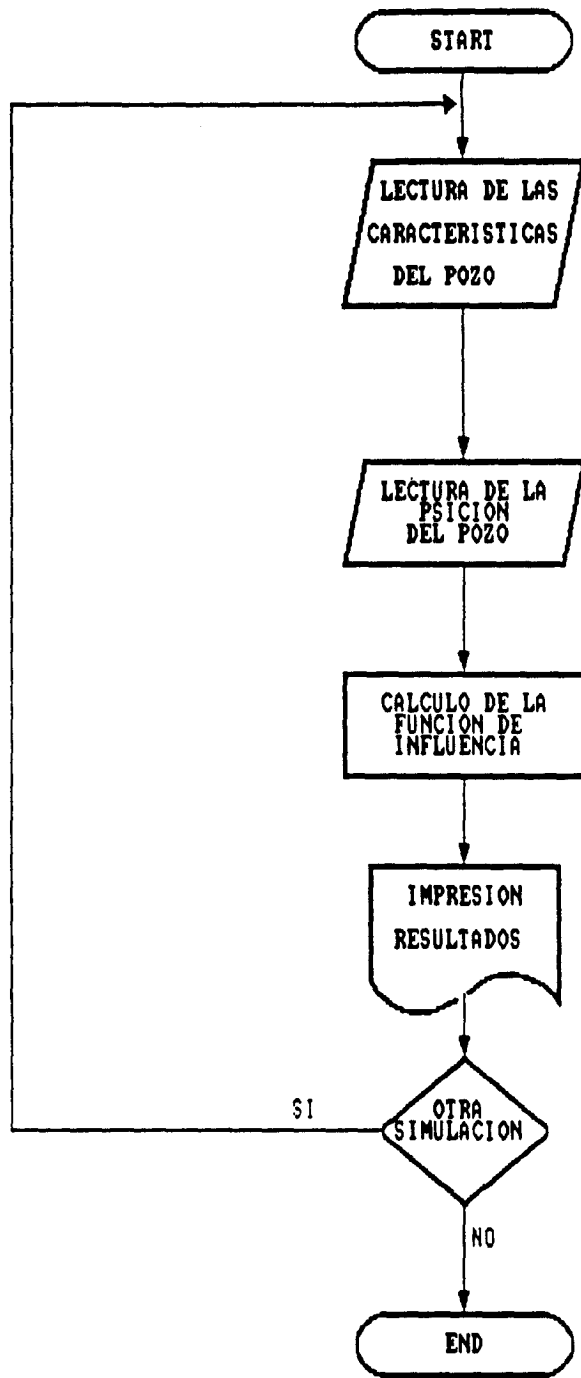 START
LECTURA DE LAS
CARACTERISTICAS
DEL POZO
LECTURA DE LA
PSICION
DEL POZO
CALCULO DE LA
FUNCION DE
INFLUENCIA
IMPRESION
RESULTADOS
SI
OTRA
SIMULACION
NO
END